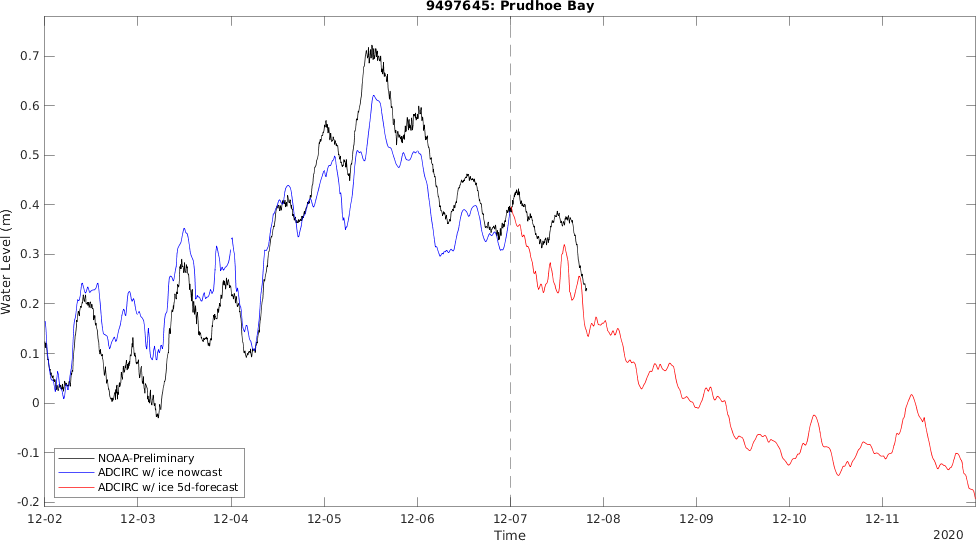 9497645: Prudhoe Bay
Water Level (m)
0.7
0.6
0.5
0.4
0.3
0.2
0.1
0
-0.1
-0.2
NOAA-Preliminary
ADCIRC w/ ice nowcast
ADCIRC w/ ice 5d-forecast
12-02 12-03 12-04 12-05 12-06 12-07 12-08 12-09 12-10 12-11
Time
2020